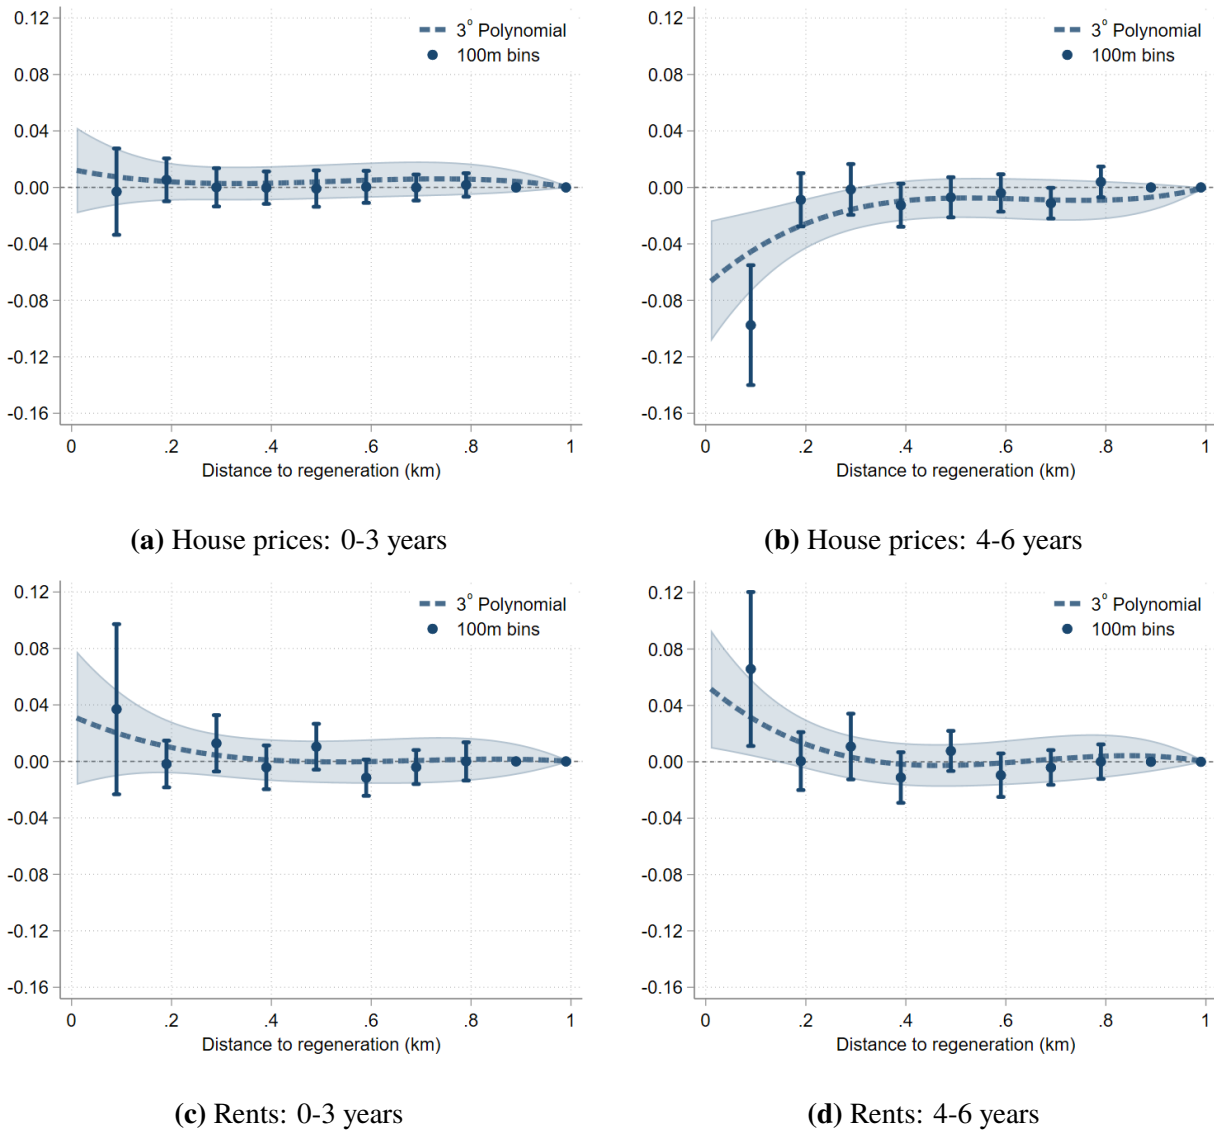 0.12
0.08
0.04
0.00
-0.04
-0.08
-0.12
-0.16
3° Polynomial
100m bins
0 .2 .4 .6 .8 1
Distance to regeneration (km)
(a) House prices: 0-3 years
0.12
0.08
0.04
0.00
-0.04
-0.08
-0.12
-0.16
3° Polynomial
100m bins
0 .2 .4 .6 .8 1
Distance to regeneration (km)
(b) House prices: 4-6 years
0.12
0.08
0.04
0.00
-0.04
-0.08
-0.12
-0.16
3° Polynomial
100m bins
0 .2 .4 .6 .8 1
Distance to regeneration (km)
(c) Rents: 0-3 years
0.12
0.08
0.04
0.00
-0.04
-0.08
-0.12
-0.16
3° Polynomial
100m bins
0 .2 .4 .6 .8 1
Distance to regeneration (km)
(d) Rents: 4-6 years